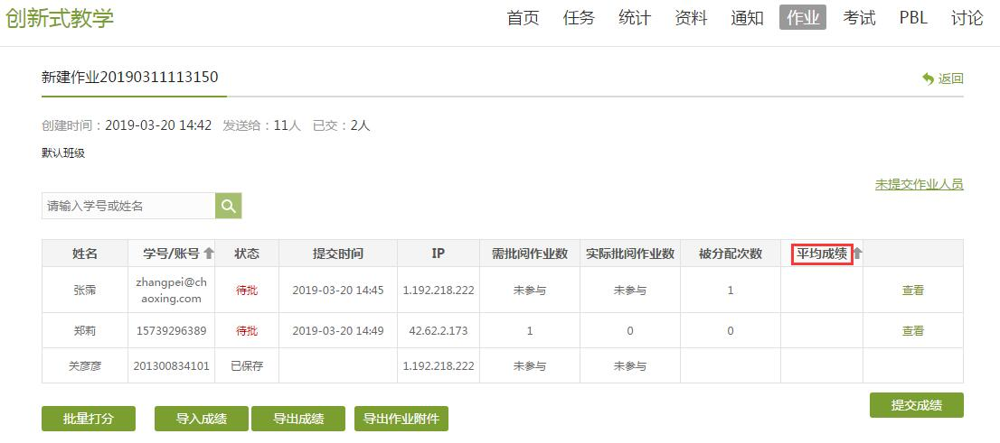 创新式教学
首页 任务 统计 资料 通知 作业 考试 PBL 讨论
新建作业20190311113150
返回
创建时间：2019-03-20 14:42 发送给：11人 已交：2人
默认班级
未提交作业人员
请输入学号或姓名
姓名 学号/账号 状态 提交时间 IP 需批阅作业数 实际批阅作业数 被分配次数 平均成绩
张霈 zhangpei@ch
aoxing.com 待批 2019-03-20 14:45 1.192.218.222 未参与 未参与 1 查看
郑莉 15739296389 待批 2019-03-20 14:49 42.62.2.173 1 0 0 查看
关彦彦 201300834101 已保存 1.192.218.222 未参与 未参与
提交成绩
批量打分 导入成绩 导出成绩 导出作业附件